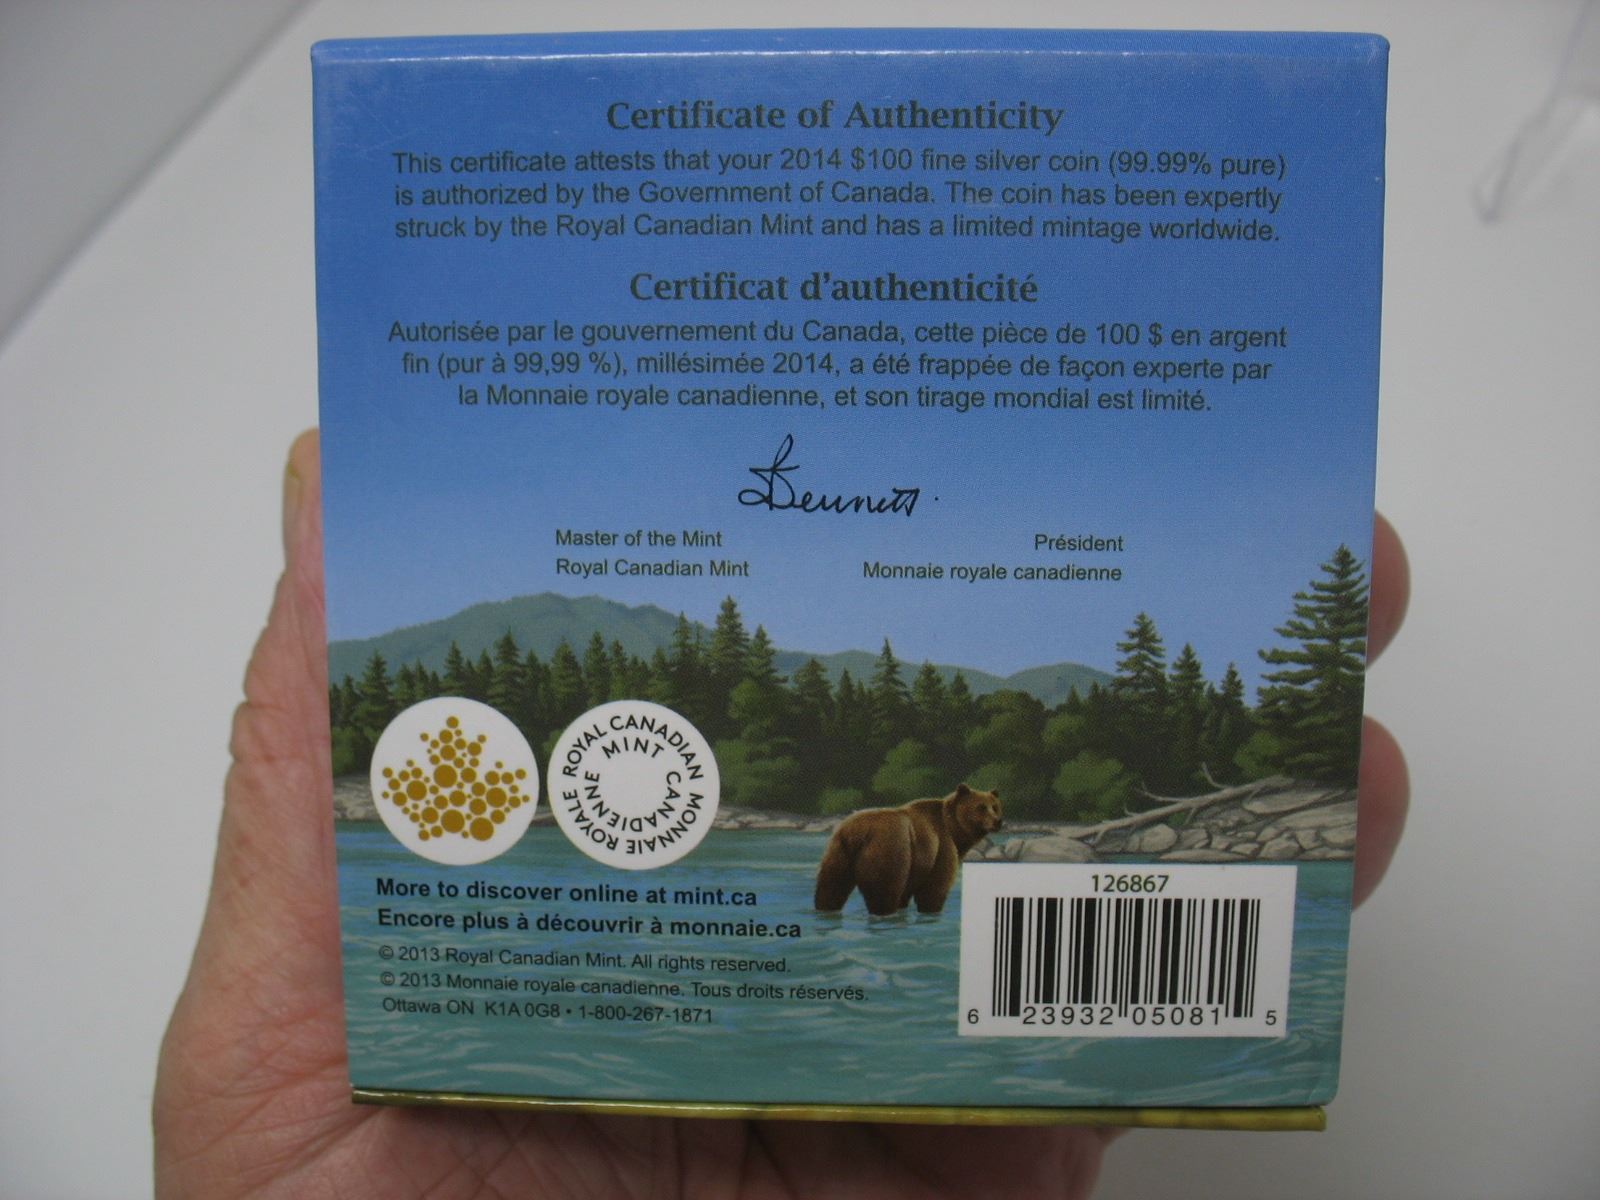 Certificate of Authenticity
This certificate attests that your 2014 $100 fine silver coin (99.99% pure)
is authorized by the Government of Canada. The coin has been expertly
struck by the Royal Canadian Mint and has a limited mintage worldwide.
Certificat d'authenticité
Autorisée par le gouvernement du Canada, cette pièce de 100 $ en argent
fin (pur à 99,99 %), millésimée 2014, a été frappée de façon experte par
la Monnaie royale canadienne, et son tirage mondial est limité.
Bennett
Master of the Mint
Royal Canadian Mint
Président
Monnaie royale canadienne
ROYAL CANADIAN MINT
MONNAIE ROYALE CANADIENNE
More to discover online at mint.ca
Encore plus à découvrir à monnaie.ca
© 2013 Royal Canadian Mint. All rights reserved.
© 2013 Monnaie royale canadienne. Tous droits réservés.
Ottawa ON K1A 0G8 • 1-800-267-1871
126867
6 23932 05081 5